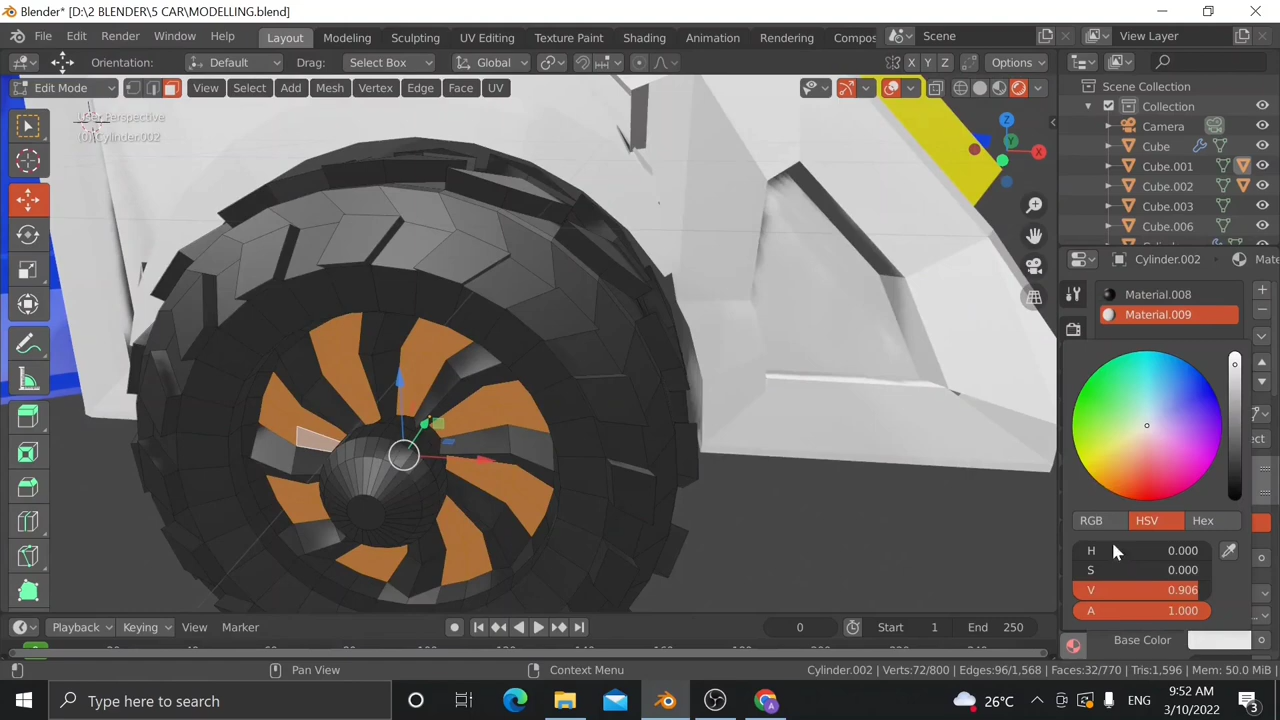 Blender* [D:\2 BLENDER\5 CAR\MODELLING.blend]
File Edit Render Window Help Layout Modeling Sculpting UV Editing Texture Paint Shading Animation Rendering Compos Scene View Layer
Orientation: Default Drag: Select Box Global X Y Z Options
Edit Mode View Select Add Mesh Vertex Edge Face UV
User Perspective
(0) Cylinder.002
Z
Y
X
Scene Collection
Collection
Camera
Cube
Cube.001
Cube.002
Cube.003
Cube.006
Cylinder.002 Mate
Material.008
Material.009
ect
RGB HSV Hex
H 0.000
S 0.000
V 0.906
A 1.000
Base Color
Playback Keying View Marker 0 Start 1 End 250
Pan View Context Menu Cylinder.002 | Verts:72/800 | Edges:96/1,568 | Faces:32/770 | Tris:1,596 | Mem: 50.0 MiB
Type here to search 26°C ENG 9:52 AM
3/10/2022 3